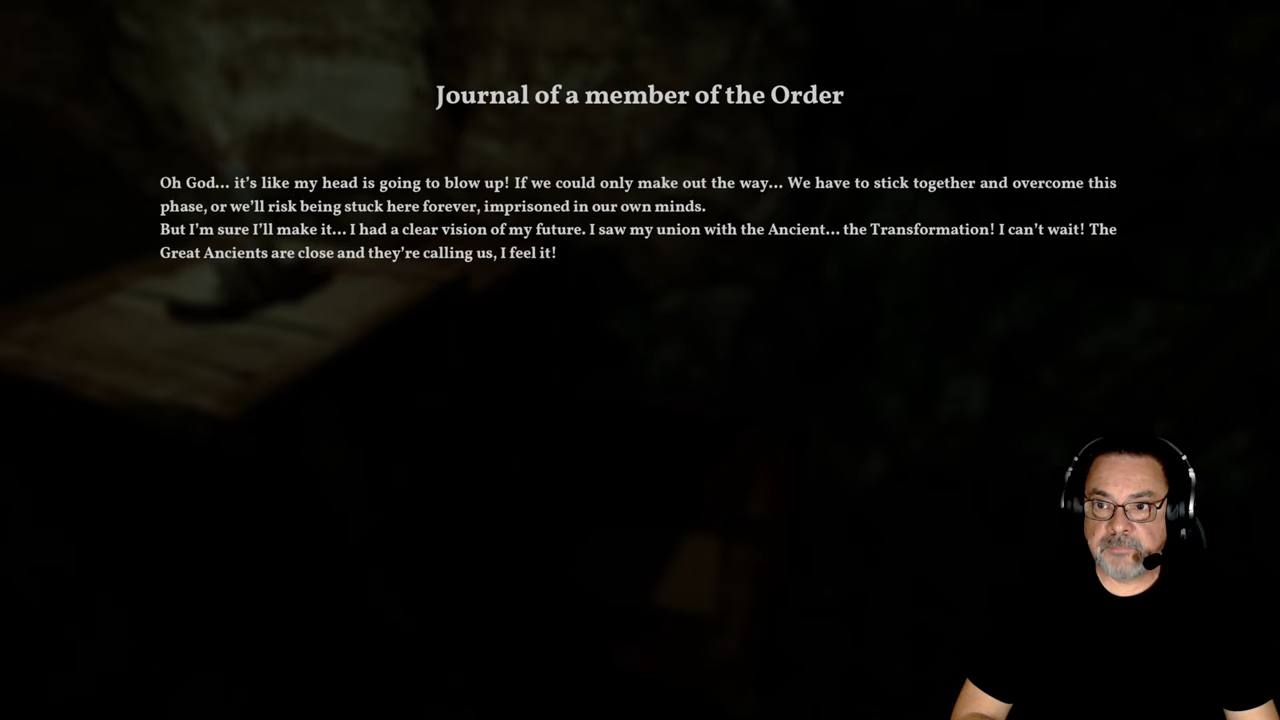 Journal of a member of the Order
Oh God... it's like my head is going to blow up! If we could only make out the way... We have to stick together and overcome this
phase, or we'll risk being stuck here forever, imprisoned in our own minds.
But I'm sure I'll make it... I had a clear vision of my future. I saw my union with the Ancient... the Transformation! I can't wait! The
Great Ancients are close and they're calling us, I feel it!